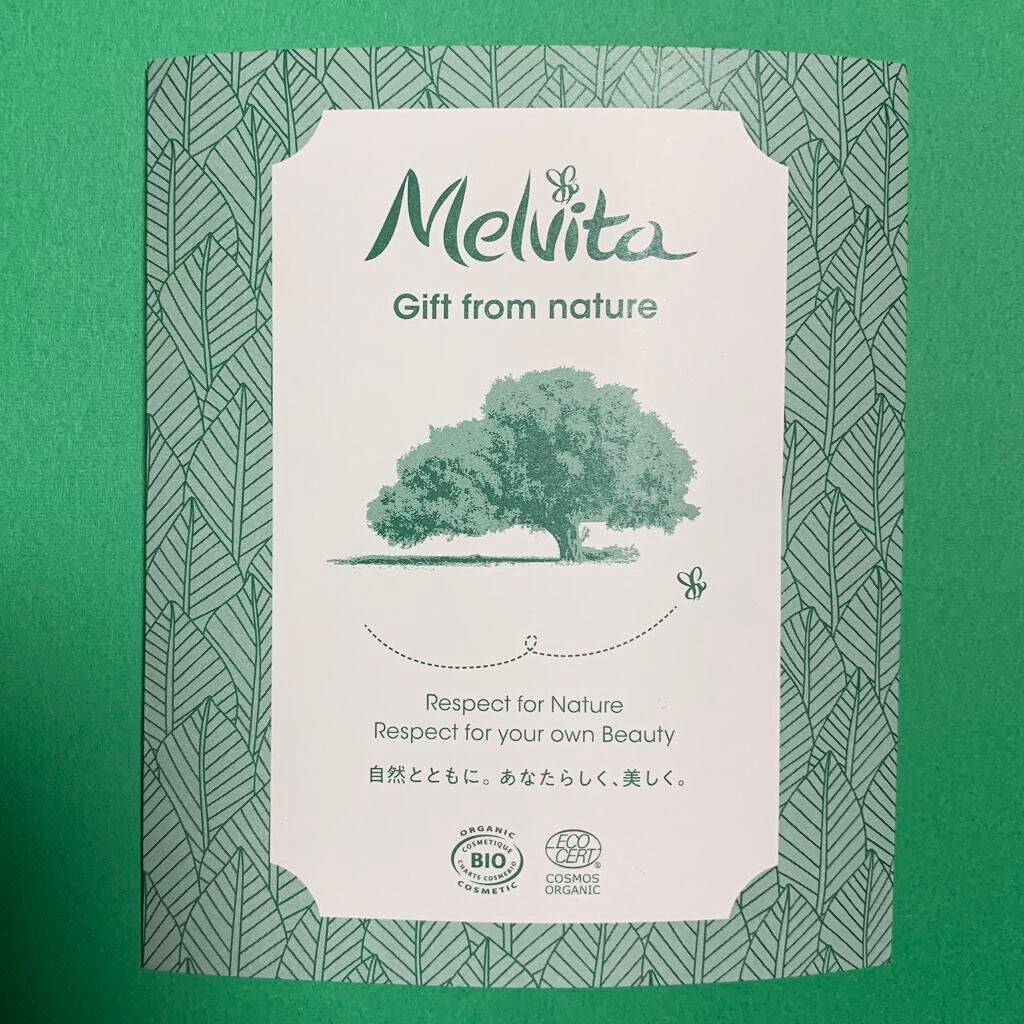 Melvita
Gift from nature
Respect for Nature
Respect for your own Beauty
自然とともに。あなたらしく、美しく。
ORGANIC
COSMETIQUE
BIO
CHARTE COSMEBIO
COSMETIC
ECO
CERT®
COSMOS
ORGANIC